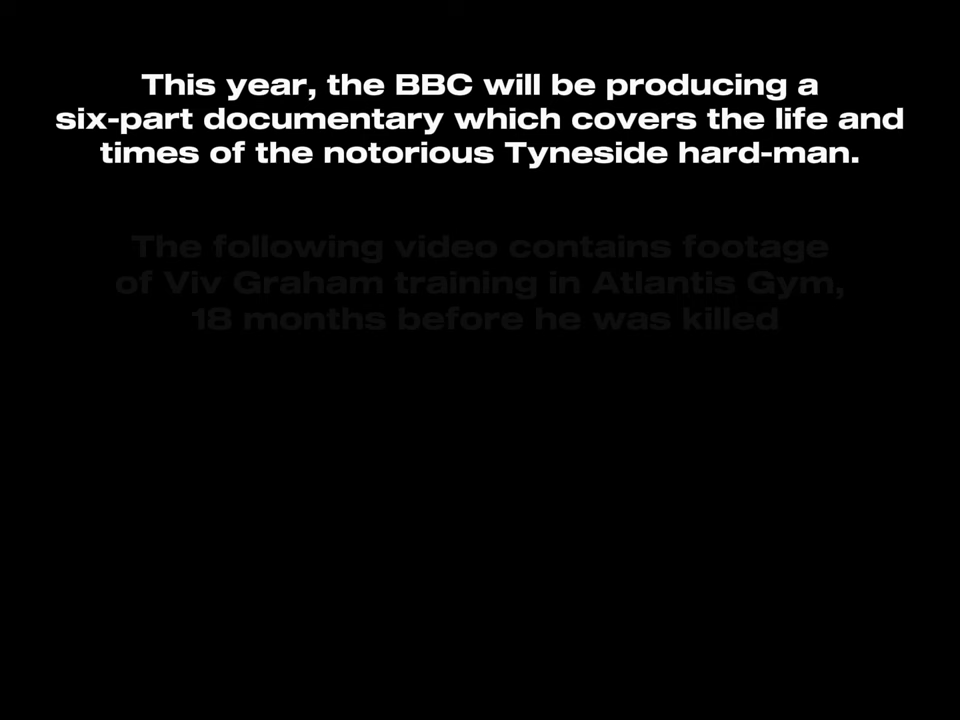 This year, the BBC will be producing a
six-part documentary which covers the life and
times of the notorious Tyneside hard-man.
The following video contains footage
of Viv Graham training in Atlantis Gym,
18 months before he was killed